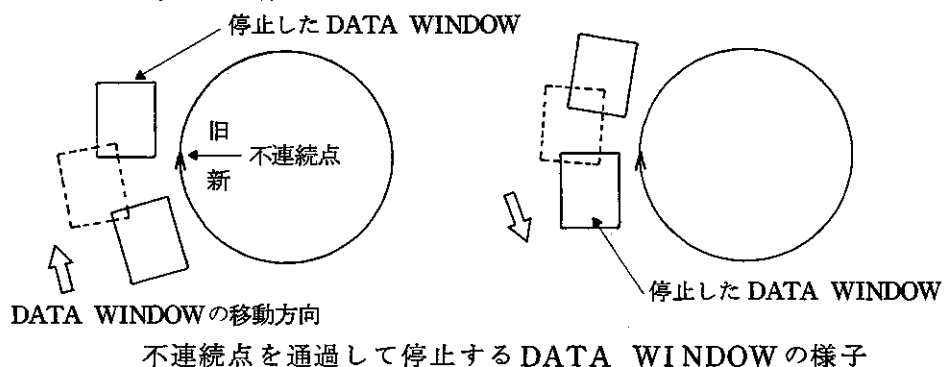 停止した DATA WINDOW
旧
不連続点
新
停止した DATA WINDOW
DATA WINDOWの移動方向
不連続点を通過して停止するDATA WINDOWの様子